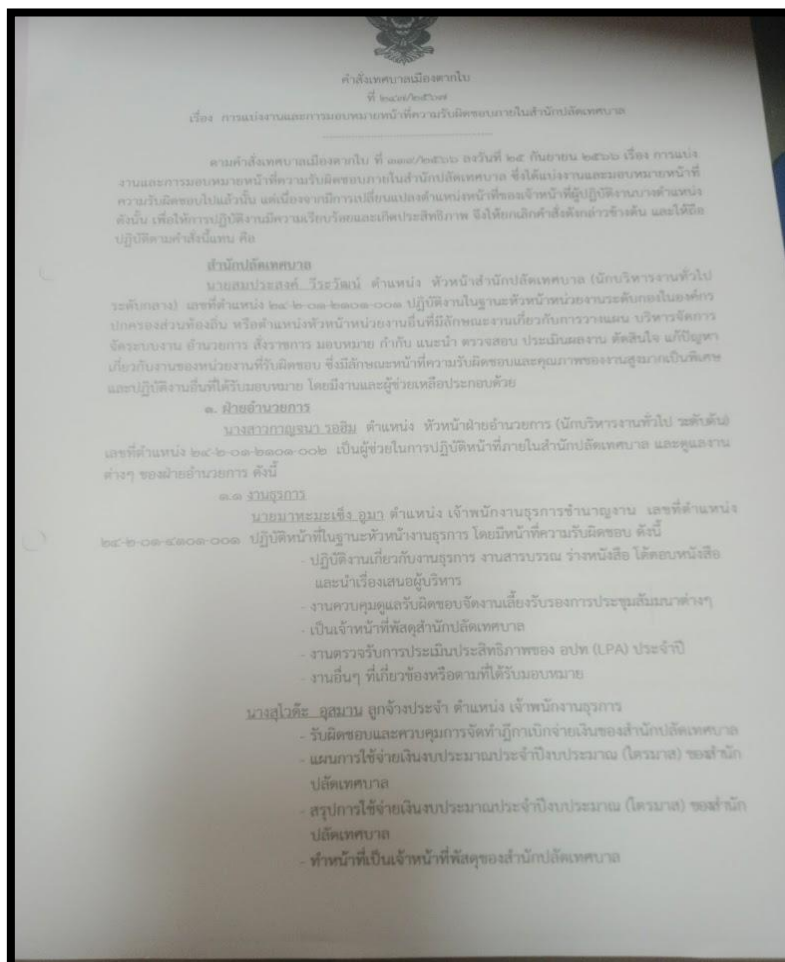 คำสั่งเทศบาลเมืองตากใบ
ที่ ๒๔๗/๒๕๖๗
เรื่อง การแบ่งงานและการมอบหมายหน้าที่ความรับผิดชอบภายในสำนักปลัดเทศบาล
ตามคำสั่งเทศบาลเมืองตากใบ ที่ ๓๓๙/๒๕๖๖ ลงวันที่ ๒๕ กันยายน ๒๕๖๖ เรื่อง การแบ่ง
งานและการมอบหมายหน้าที่ความรับผิดชอบภายในสำนักปลัดเทศบาล ซึ่งได้แบ่งงานและมอบหมายหน้าที่
ความรับผิดชอบไปแล้วนั้น แต่เนื่องจากมีการเปลี่ยนแปลงตำแหน่งหน้าที่ของเจ้าหน้าที่ผู้ปฏิบัติงานบางตำแหน่ง
ดังนั้น เพื่อให้การปฏิบัติงานมีความเรียบร้อยและเกิดประสิทธิภาพ จึงให้ยกเลิกคำสั่งดังกล่าวข้างต้น และให้ถือ
ปฏิบัติตามคำสั่งนี้แทน คือ
สำนักปลัดเทศบาล
นายสมประสงค์ วีระวัฒน์ ตำแหน่ง หัวหน้าสำนักปลัดเทศบาล (นักบริหารงานทั่วไป
ระดับกลาง) เลขที่ตำแหน่ง ๒๔-๒-๐๑-๒๑๐๑-๐๐๑ ปฏิบัติงานในฐานะหัวหน้าหน่วยงานระดับกองในองค์กร
ปกครองส่วนท้องถิ่น หรือตำแหน่งหัวหน้าหน่วยงานอื่นที่มีลักษณะงานเกี่ยวกับการวางแผน บริหารจัดการ
จัดระบบงาน อำนวยการ สั่งราชการ มอบหมาย กำกับ แนะนำ ตรวจสอบ ประเมินผลงาน ตัดสินใจ แก้ปัญหา
เกี่ยวกับงานของหน่วยงานที่รับผิดชอบ ซึ่งมีลักษณะหน้าที่ความรับผิดชอบและคุณภาพของงานสูงมากเป็นพิเศษ
และปฏิบัติงานอื่นที่ได้รับมอบหมาย โดยมีงานและผู้ช่วยเหลือประกอบด้วย
๑. ฝ่ายอำนวยการ
นางสาวกาญจนา รอฮิม ตำแหน่ง หัวหน้าฝ่ายอำนวยการ (นักบริหารงานทั่วไป ระดับต้น)
เลขที่ตำแหน่ง ๒๔-๒-๐๑-๒๑๐๑-๐๐๒ เป็นผู้ช่วยในการปฏิบัติหน้าที่ภายในสำนักปลัดเทศบาล และดูแลงาน
ต่างๆ ของฝ่ายอำนวยการ ดังนี้
๑.๑ งานธุรการ
นายมาหะมะเซ็ง อูมา ตำแหน่ง เจ้าพนักงานธุรการชำนาญงาน เลขที่ตำแหน่ง
๒๔-๒-๐๑-๔๑๐๑-๐๐๑ ปฏิบัติหน้าที่ในฐานะหัวหน้างานธุรการ โดยมีหน้าที่ความรับผิดชอบ ดังนี้
- ปฏิบัติงานเกี่ยวกับงานธุรการ งานสารบรรณ ร่างหนังสือ โต้ตอบหนังสือ
และนำเรื่องเสนอผู้บริหาร
- งานควบคุมดูแลรับผิดชอบจัดงานเลี้ยงรับรองการประชุมสัมมนาต่างๆ
- เป็นเจ้าหน้าที่พัสดุสำนักปลัดเทศบาล
- งานตรวจรับการประเมินประสิทธิภาพของ อปท (LPA) ประจำปี
- งานอื่นๆ ที่เกี่ยวข้องหรือตามที่ได้รับมอบหมาย
นางสุไวด๊ะ อุสมาน ลูกจ้างประจำ ตำแหน่ง เจ้าพนักงานธุรการ
- รับผิดชอบและควบคุมการจัดทำฎีกาเบิกจ่ายเงินของสำนักปลัดเทศบาล
- แผนการใช้จ่ายเงินงบประมาณประจำปีงบประมาณ (ไตรมาส) ของสำนัก
ปลัดเทศบาล
- สรุปการใช้จ่ายเงินงบประมาณประจำปีงบประมาณ (ไตรมาส) ของสำนัก
ปลัดเทศบาล
- ทำหน้าที่เป็นเจ้าหน้าที่พัสดุของสำนักปลัดเทศบาล